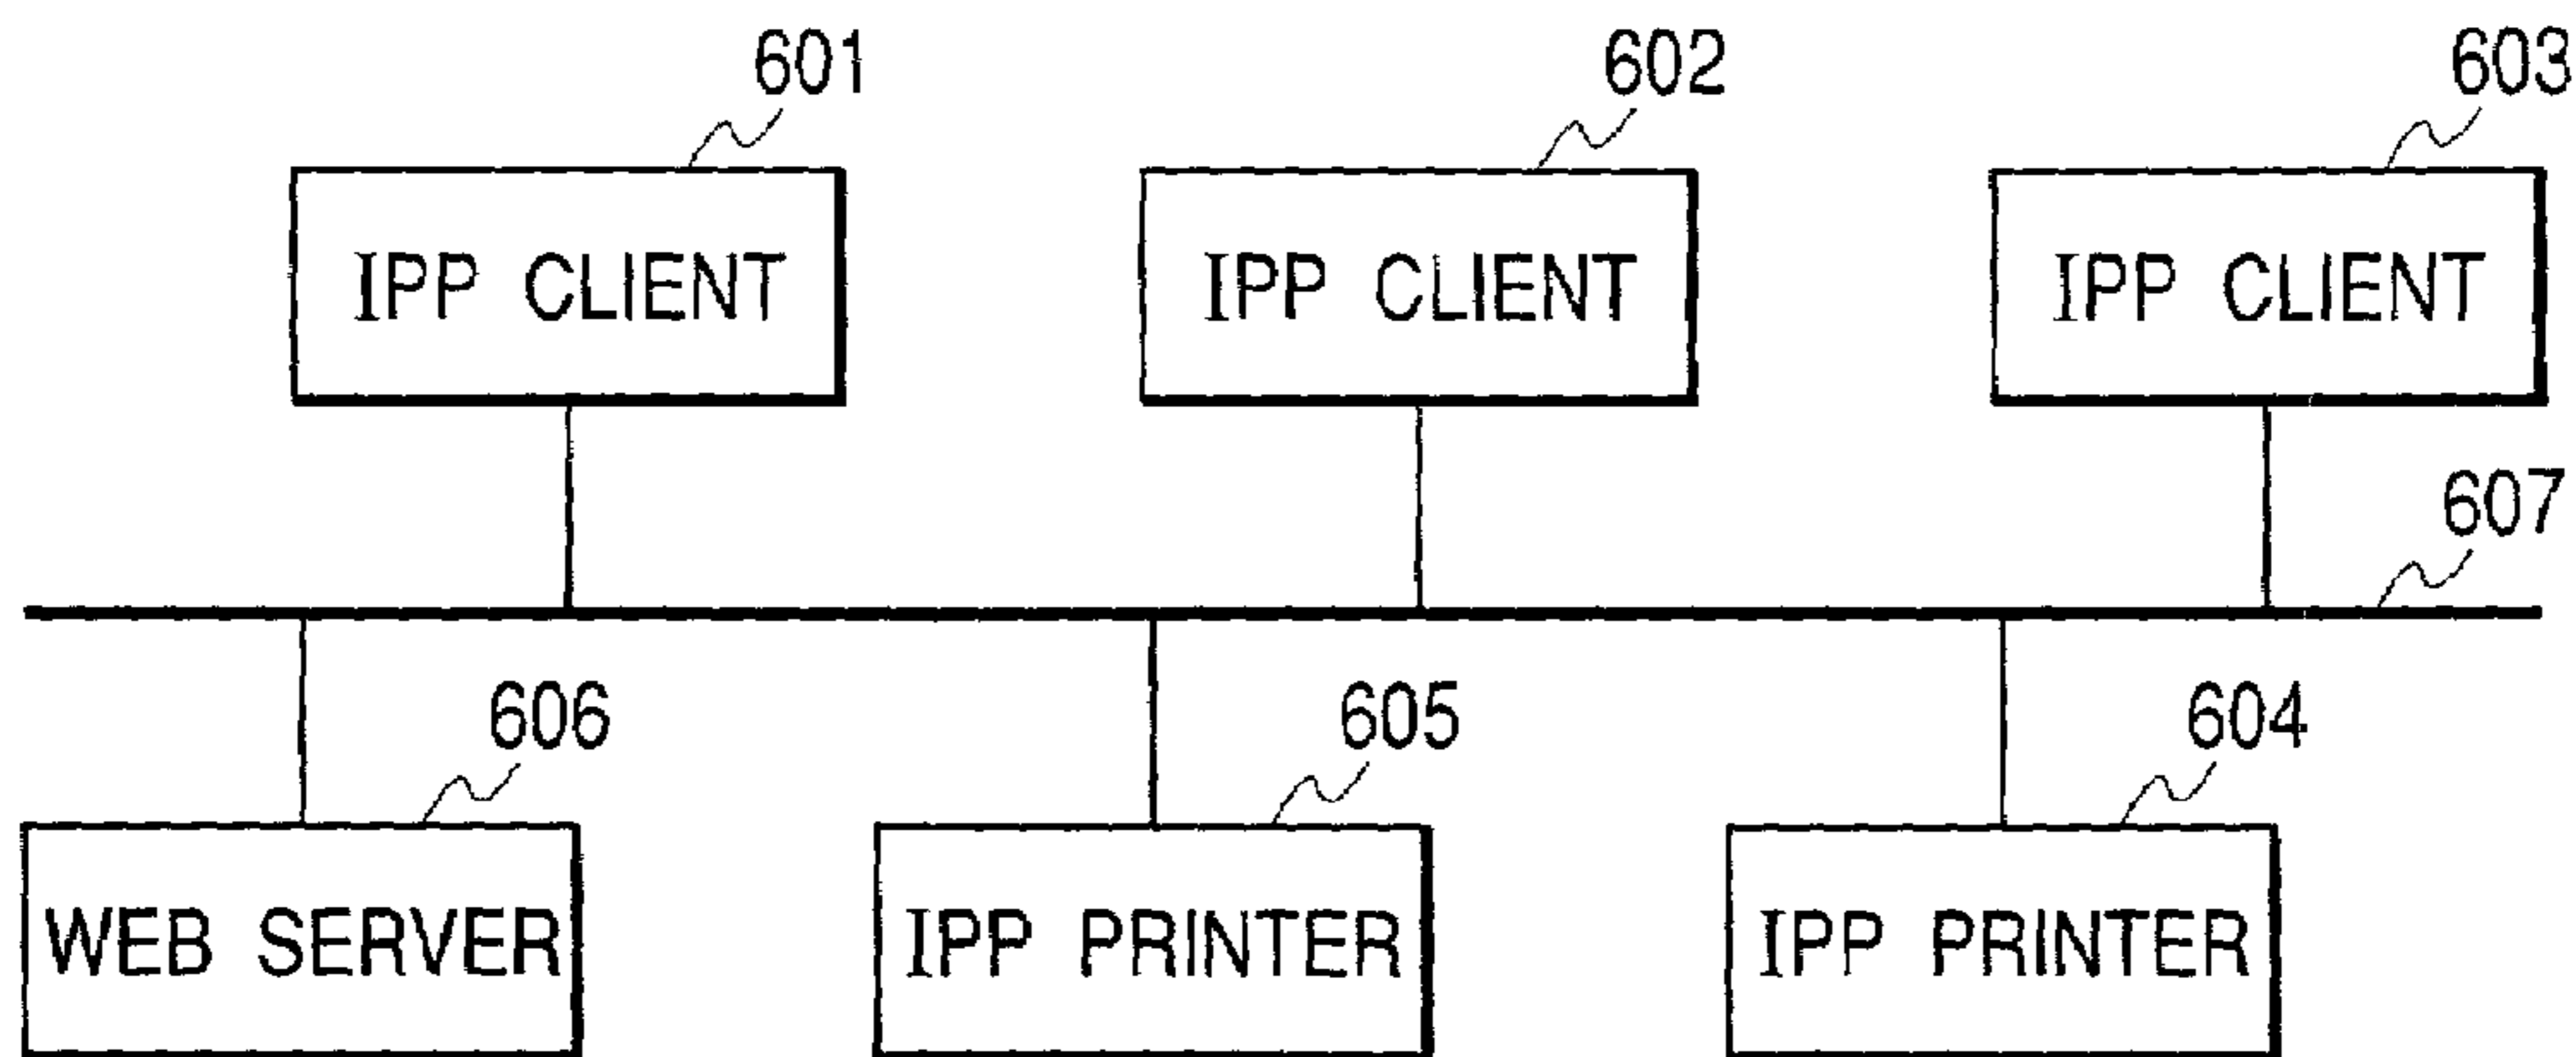 601 602 603
IPP CLIENT IPP CLIENT IPP CLIENT
607
606 605 604
WEB SERVER IPP PRINTER IPP PRINTER